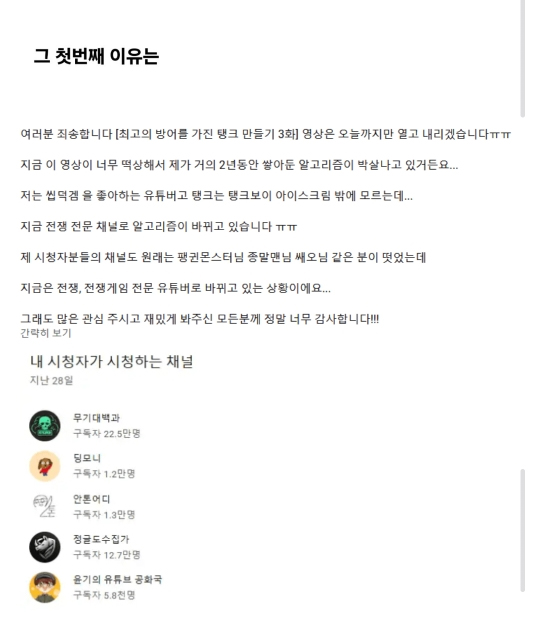 그 첫번째 이유는
여러분 죄송합니다 [최고의 방어를 가진 탱크 만들기 3화] 영상은 오늘까지만 열고 내리겠습니다ㅠㅠ
지금 이 영상이 너무 떡상해서 제가 거의 2년동안 쌓아둔 알고리즘이 박살나고 있거든요...
저는 씹덕겜 을 좋아하는 유튜버고 탱크는 탱크보이 아이스크림 밖에 모르는데...
지금 전쟁 전문 채널로 알고리즘이 바뀌고 있습니다 ㅠㅠ
제 시청자분들의 채널도 원래는 팽귄몬스터님 종말맨님 쌔오님 같은 분이 떳었는데
지금은 전쟁, 전쟁게임 전문 유튜버로 바뀌고 있는 상황이에요...
그래도 많은 관심 주시고 재밌게 봐주신 모든분께 정말 너무 감사합니다!!!
간략히 보기
내 시청자가 시청하는 채널
지난 28일
무기대백과
구독자 22.5만명
딩모니
구독자 1.2만명
안톤어디
구독자 1.3만명
정글도수집가
구독자 12.7만명
윤기의 유튜브 공화국
구독자 5.8천명